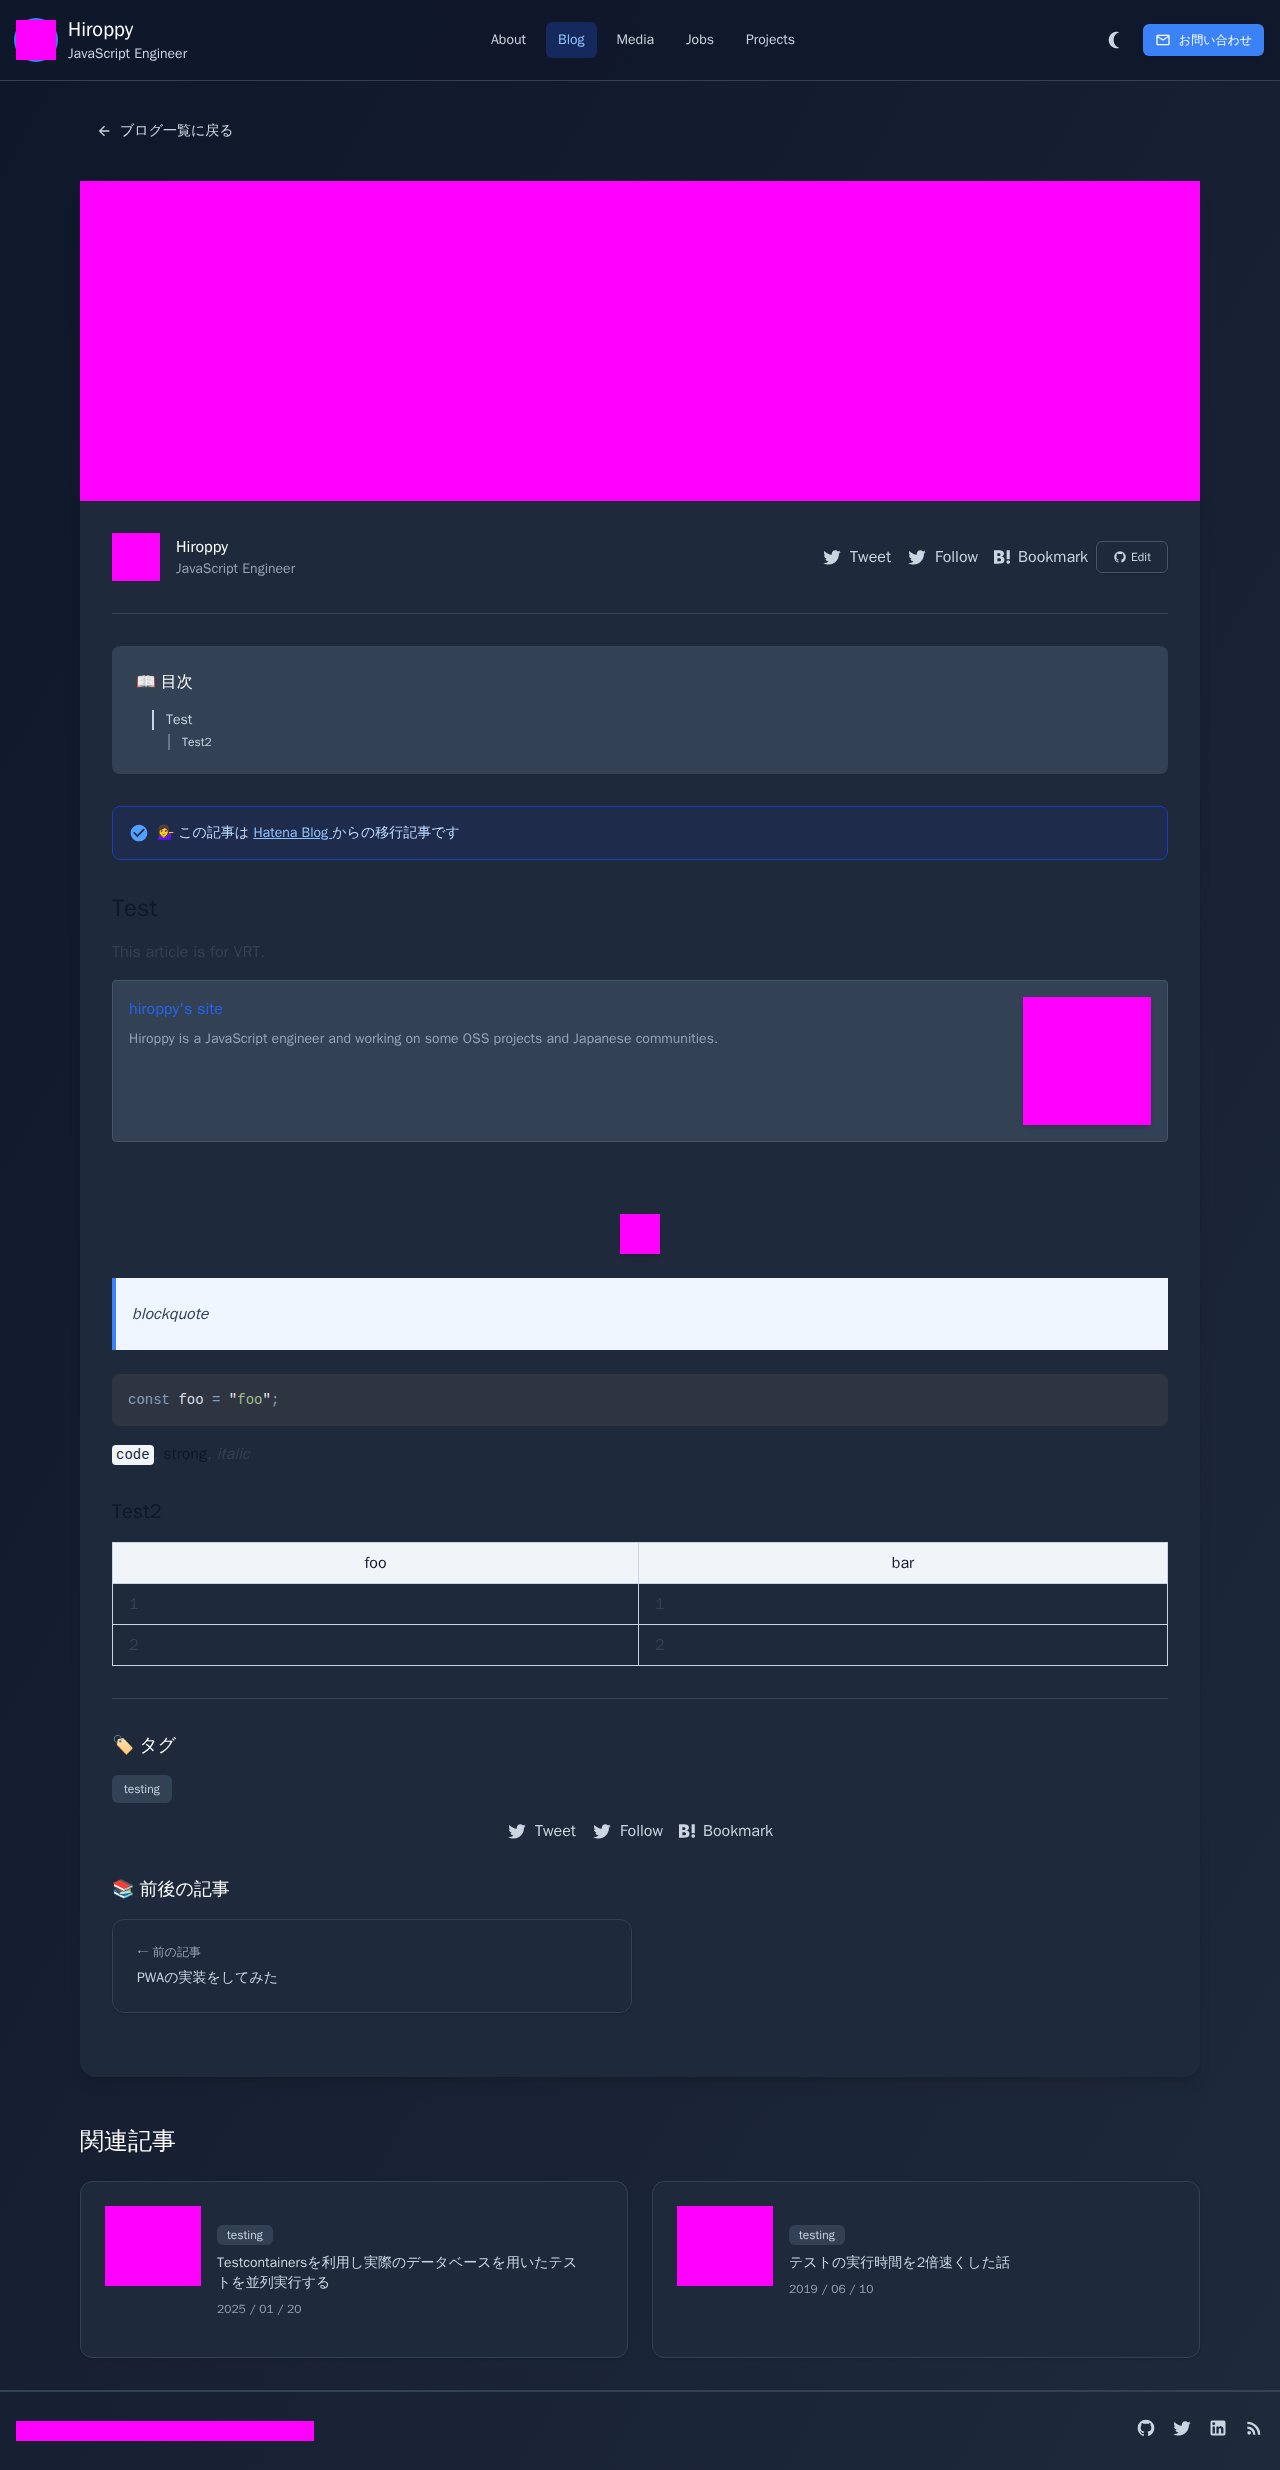 Hiroppy
JavaScript Engineer
About
Blog
Media
Jobs
Projects
お問い合わせ
ブログ一覧に戻る
Hiroppy
JavaScript Engineer
Tweet
Follow
B! Bookmark
Edit
📖 目次
Test
Test2
💁‍♀️ この記事は Hatena Blog からの移行記事です
Test
This article is for VRT.
hiroppy's site
Hiroppy is a JavaScript engineer and working on some OSS projects and Japanese communities.
blockquote
const foo = "foo";
code, strong, italic
Test2
foo bar
1 1
2 2
🏷️ タグ
testing
Tweet
Follow
B! Bookmark
📚 前後の記事
← 前の記事
PWAの実装をしてみた
関連記事
testing
Testcontainersを利用し実際のデータベースを用いたテス
トを並列実行する
2025 / 01 / 20
testing
テストの実行時間を2倍速くした話
2019 / 06 / 10